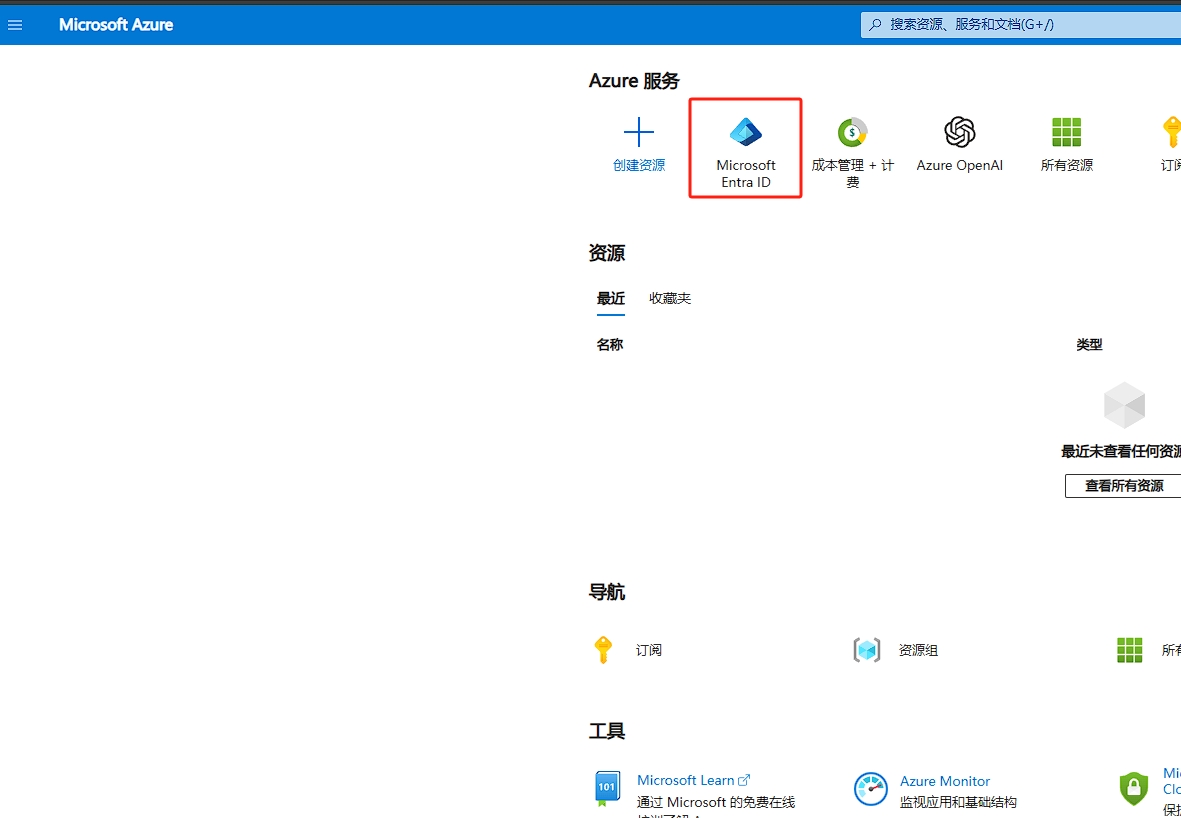 Microsoft Azure
搜索资源、服务和文档(G+/)
Azure 服务
创建资源
Microsoft
Entra ID
成本管理 + 计
费
Azure OpenAI
所有资源
订阅
资源
最近
收藏夹
名称
类型
最近未查看任何资源
查看所有资源
导航
订阅
资源组
所有
工具
101
Microsoft Learn
通过 Microsoft 的免费在线
Azure Monitor
监视应用和基础结构
Mic
Clo
保护